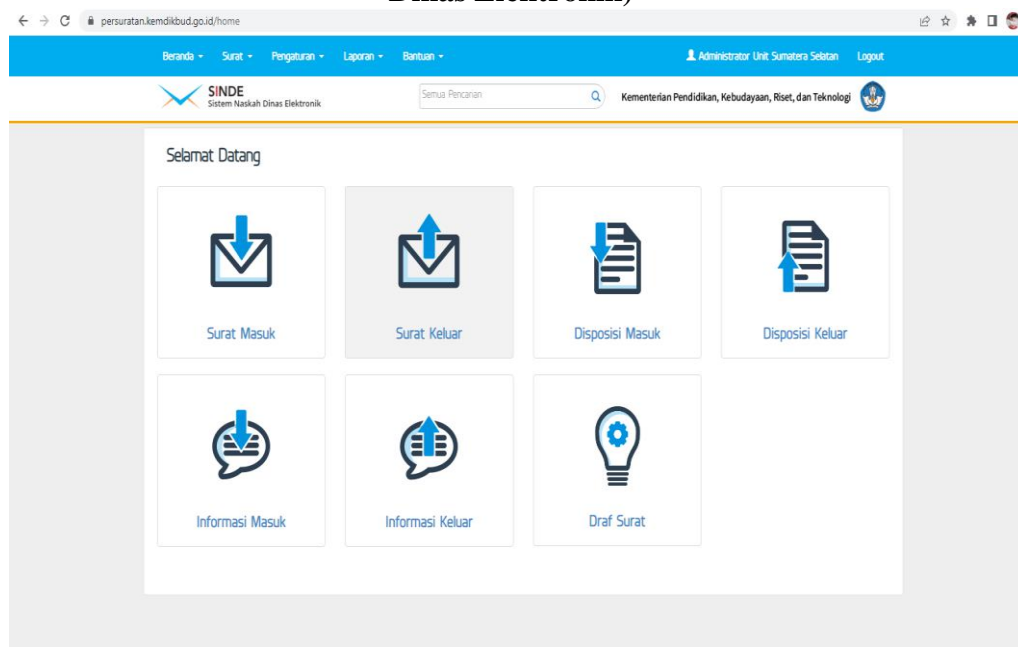 Dinas Elektronik)
persuratan.kemdikbud.go.id/home
Beranda Surat Pengaturan Laporan Bantuan Administrator Unit Sumatera Selatan Logout
SINDE
Sistem Naskah Dinas Elektronik
Semua Pencarian
Kementerian Pendidikan, Kebudayaan, Riset, dan Teknologi
Selamat Datang
Surat Masuk Surat Keluar Disposisi Masuk Disposisi Keluar
Informasi Masuk Informasi Keluar Draf Surat